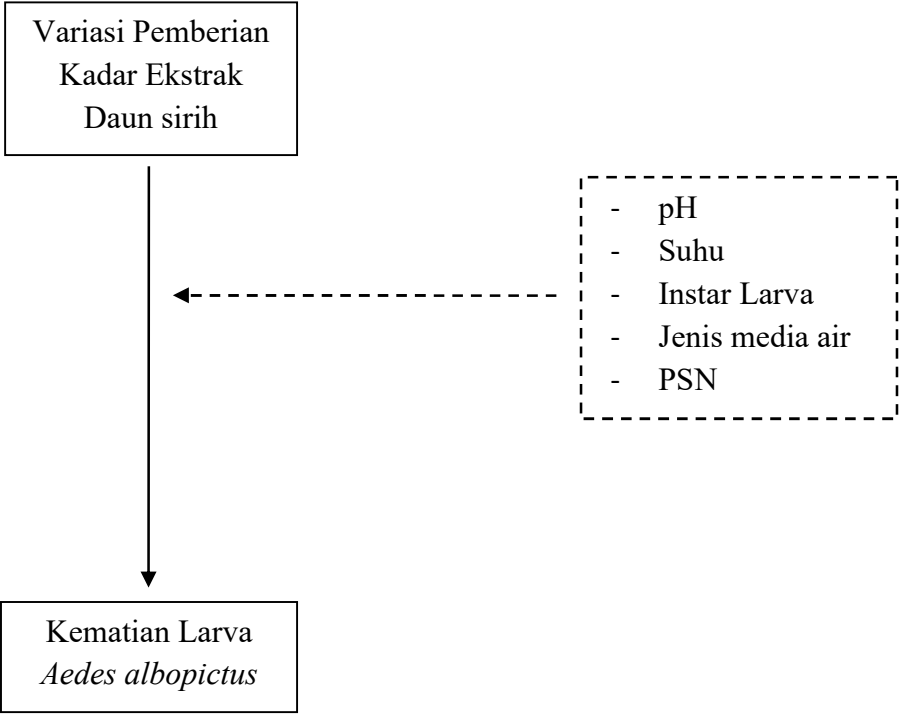 Variasi Pemberian
Kadar Ekstrak
Daun sirih
- pH
- Suhu
- Instar Larva
- Jenis media air
- PSN
Kematian Larva
Aedes albopictus